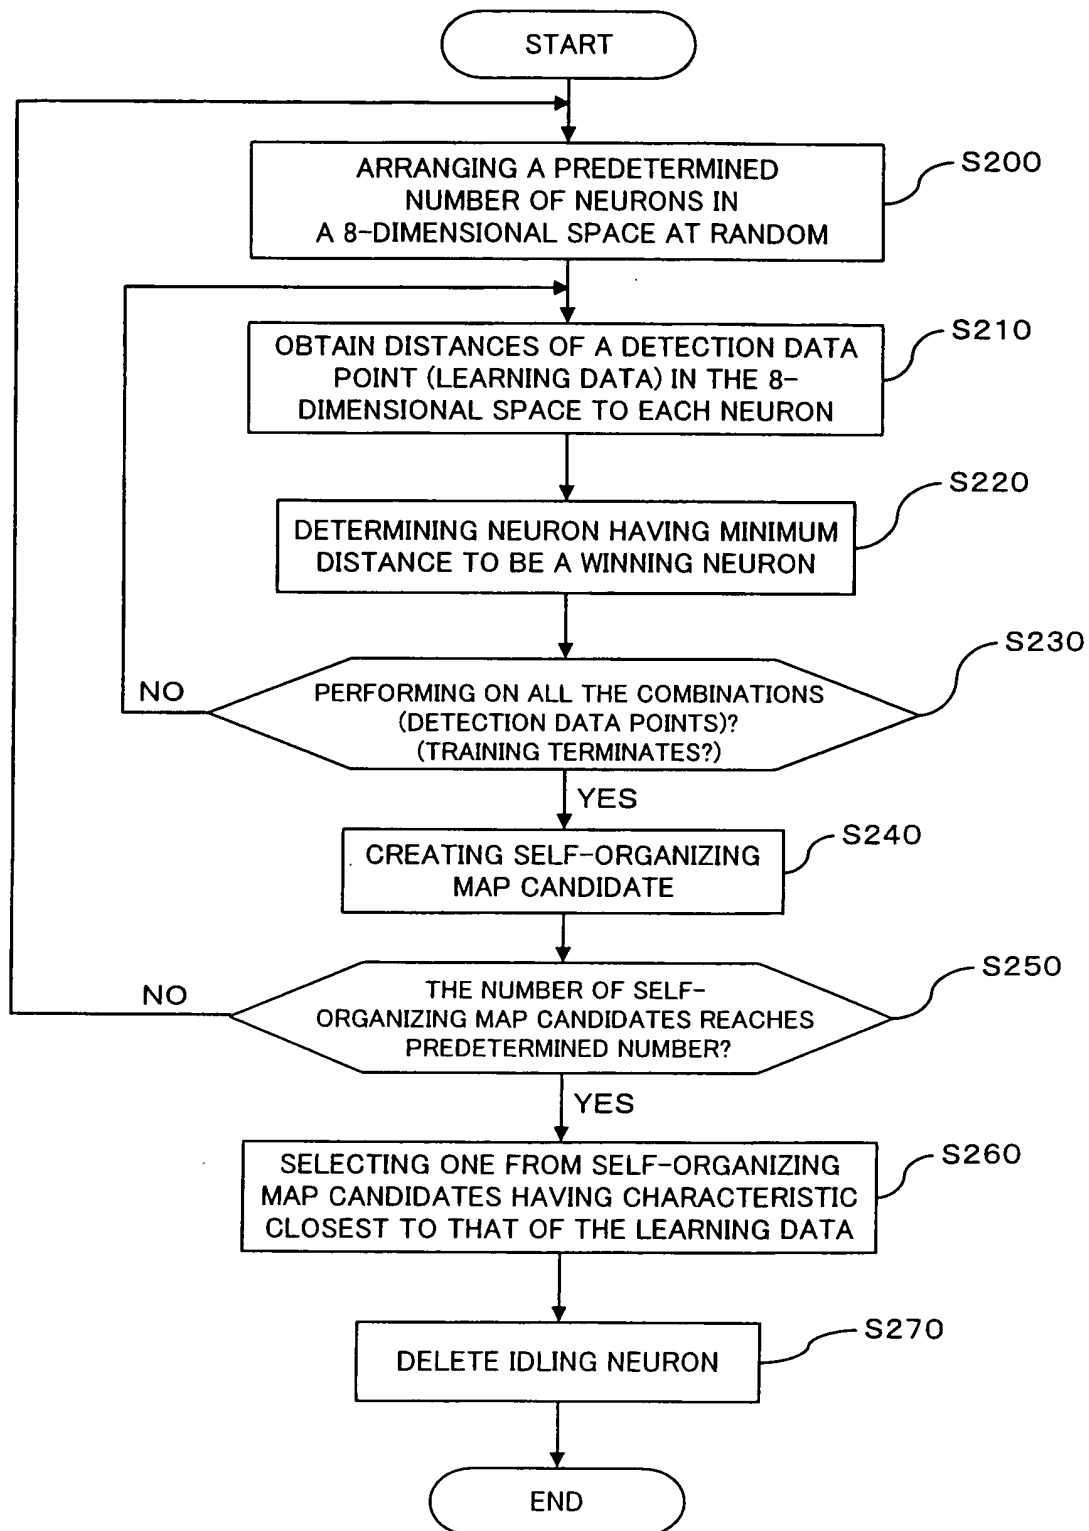 START
ARRANGING A PREDETERMINED
NUMBER OF NEURONS IN
A 8-DIMENSIONAL SPACE AT RANDOM
S200
OBTAIN DISTANCES OF A DETECTION DATA
POINT (LEARNING DATA) IN THE 8-
DIMENSIONAL SPACE TO EACH NEURON
S210
DETERMINING NEURON HAVING MINIMUM
DISTANCE TO BE A WINNING NEURON
S220
PERFORMING ON ALL THE COMBINATIONS
(DETECTION DATA POINTS)?
(TRAINING TERMINATES?)
S230
NO
YES
CREATING SELF-ORGANIZING
MAP CANDIDATE
S240
THE NUMBER OF SELF-
ORGANIZING MAP CANDIDATES REACHES
PREDETERMINED NUMBER?
S250
NO
YES
SELECTING ONE FROM SELF-ORGANIZING
MAP CANDIDATES HAVING CHARACTERISTIC
CLOSEST TO THAT OF THE LEARNING DATA
S260
DELETE IDLING NEURON
S270
END